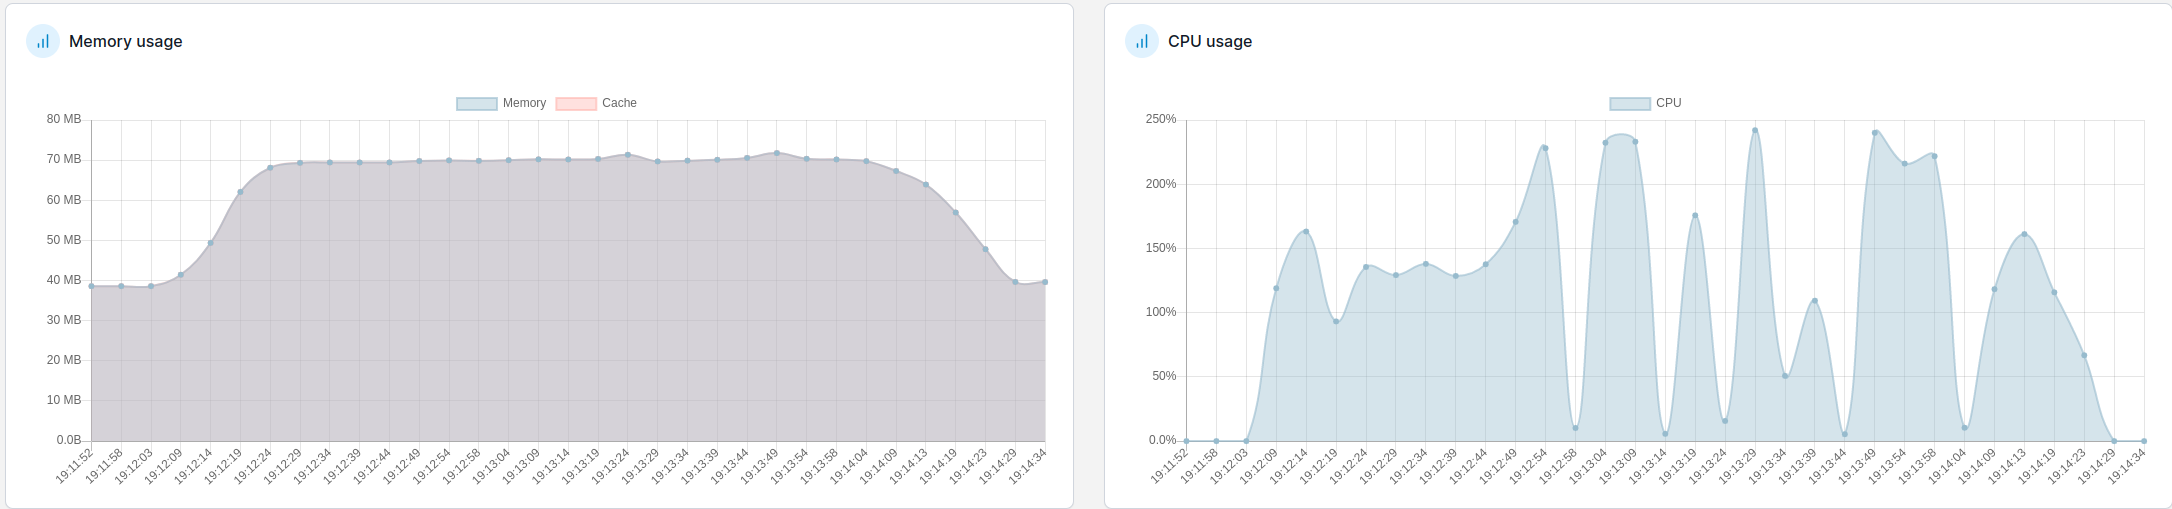 Memory usage
Memory Cache
80 MB
70 MB
60 MB
50 MB
40 MB
30 MB
20 MB
10 MB
0.0B
19:11:52 19:11:58 19:12:03 19:12:09 19:12:14 19:12:19 19:12:24 19:12:29 19:12:34 19:12:39 19:12:44 19:12:49 19:12:54 19:12:58 19:13:04 19:13:09 19:13:14 19:13:19 19:13:24 19:13:29 19:13:34 19:13:39 19:13:44 19:13:49 19:13:54 19:13:58 19:14:04 19:14:09 19:14:13 19:14:19 19:14:23 19:14:29 19:14:34
CPU usage
CPU
250%
200%
150%
100%
50%
0.0%
19:11:52 19:11:58 19:12:03 19:12:09 19:12:14 19:12:19 19:12:24 19:12:29 19:12:34 19:12:39 19:12:44 19:12:49 19:12:54 19:12:58 19:13:04 19:13:09 19:13:14 19:13:19 19:13:24 19:13:29 19:13:34 19:13:39 19:13:44 19:13:49 19:13:54 19:13:58 19:14:04 19:14:09 19:14:13 19:14:19 19:14:23 19:14:29 19:14:34